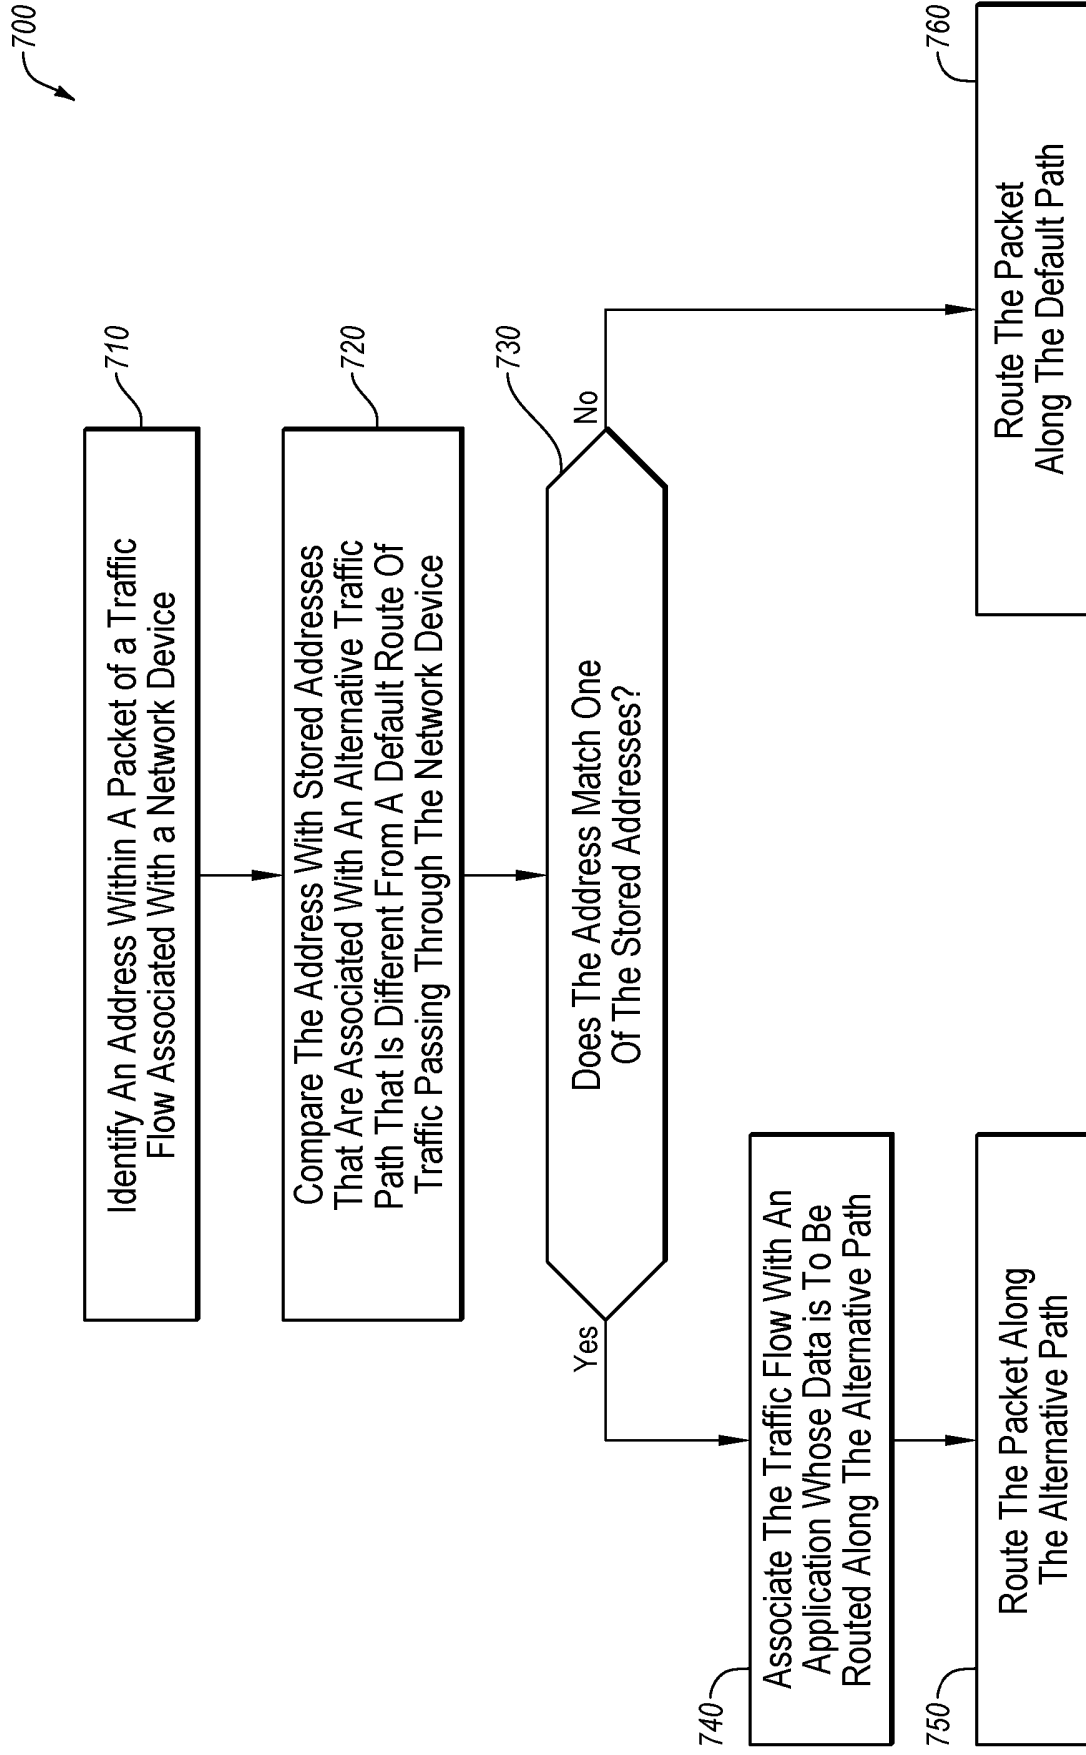 700
710
Identify An Address Within A Packet of a Traffic
Flow Associated With a Network Device
720
Compare The Address With Stored Addresses
That Are Associated With An Alternative Traffic
Path That Is Different From A Default Route Of
Traffic Passing Through The Network Device
730
Does The Address Match One
Of The Stored Addresses?
Yes
No
740
Associate The Traffic Flow With An
Application Whose Data is To Be
Routed Along The Alternative Path
750
Route The Packet Along
The Alternative Path
760
Route The Packet
Along The Default Path